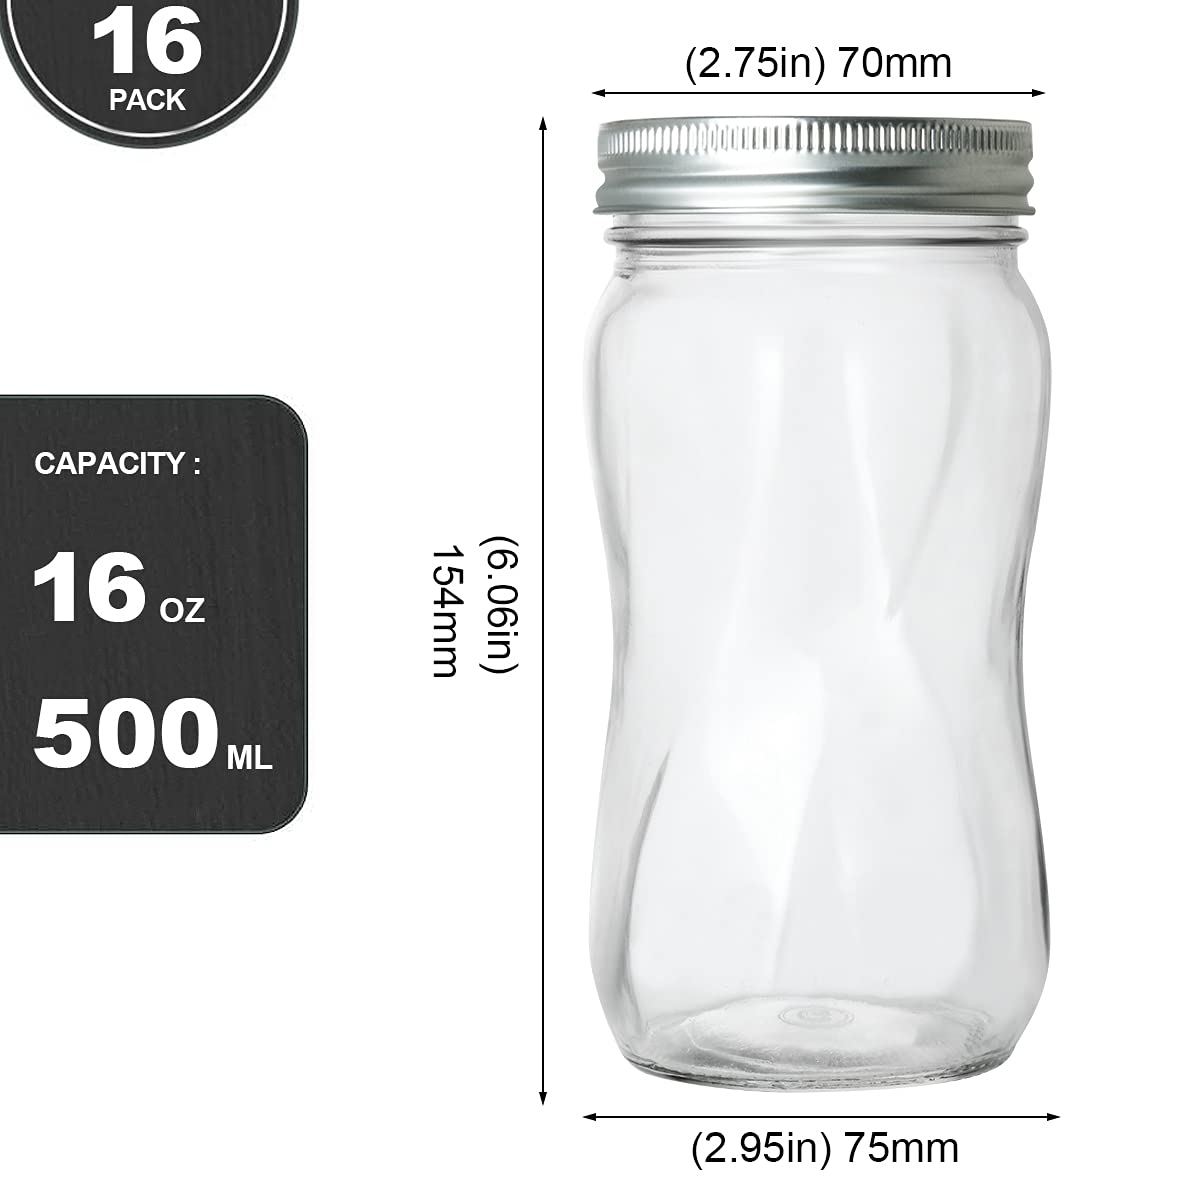 16
PACK
(2.75in) 70mm
CAPACITY :
16 OZ
500 ML
(6.06in)
154mm
(2.95in) 75mm